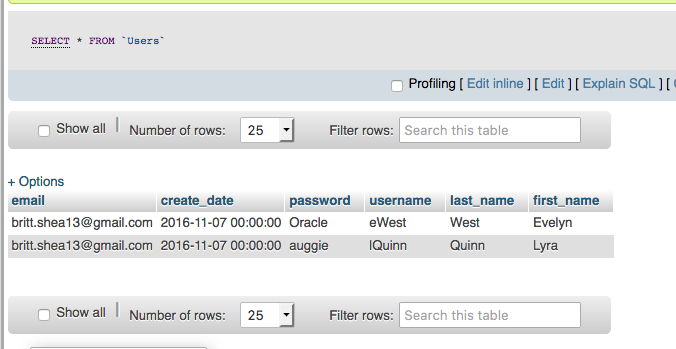 SELECT * FROM `Users`
Profiling [ Edit inline ] [ Edit ] [ Explain SQL ] [
Show all | Number of rows: 25 Filter rows: Search this table
+ Options
email create_date password username last_name first_name
britt.shea13@gmail.com 2016-11-07 00:00:00 Oracle eWest West Evelyn
britt.shea13@gmail.com 2016-11-07 00:00:00 auggie lQuinn Quinn Lyra
Show all | Number of rows: 25 Filter rows: Search this table